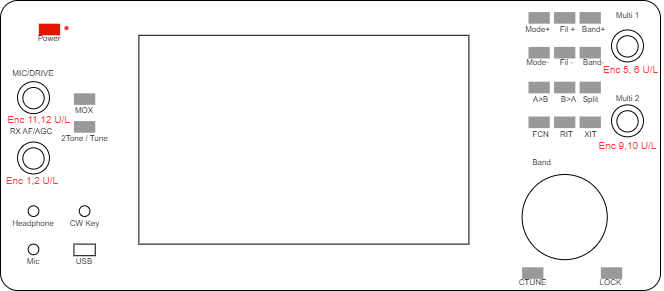 Power
MIC/DRIVE
Enc 11,12 U/L
RX AF/AGC
Enc 1,2 U/L
MOX
2Tone / Tune
Headphone
CW Key
Mic
USB
Multi 1
Mode+
Fil +
Band+
Mode-
Fil -
Band-
Enc 5, 6 U/L
A>B
B>A
Split
Multi 2
FCN
RIT
XIT
Enc 9,10 U/L
Band
CTUNE
LOCK